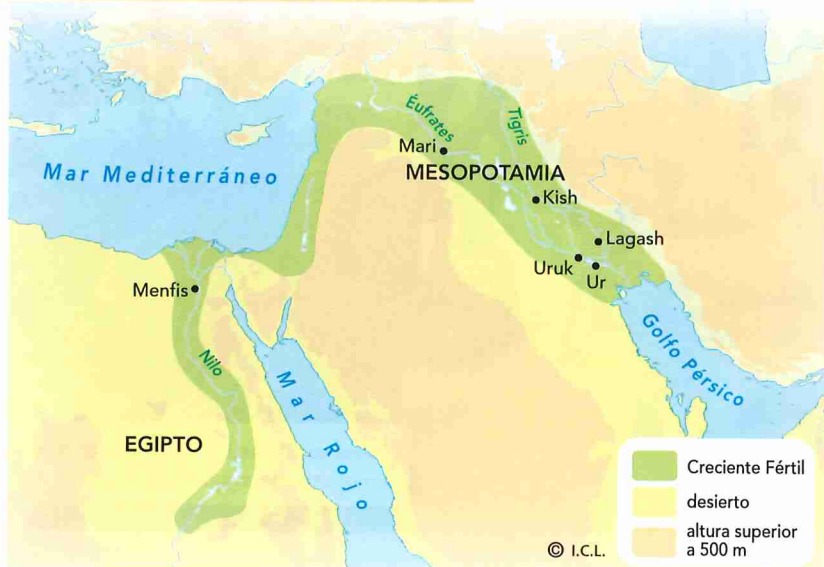 Éufrates
Tigris
Mari
MESOPOTAMIA
Mar Mediterráneo
Kish
Lagash
Uruk
Ur
Menfis
Golfo Pérsico
Nilo
Mar Rojo
EGIPTO
Creciente Fértil
desierto
altura superior
a 500 m
© I.C.L.